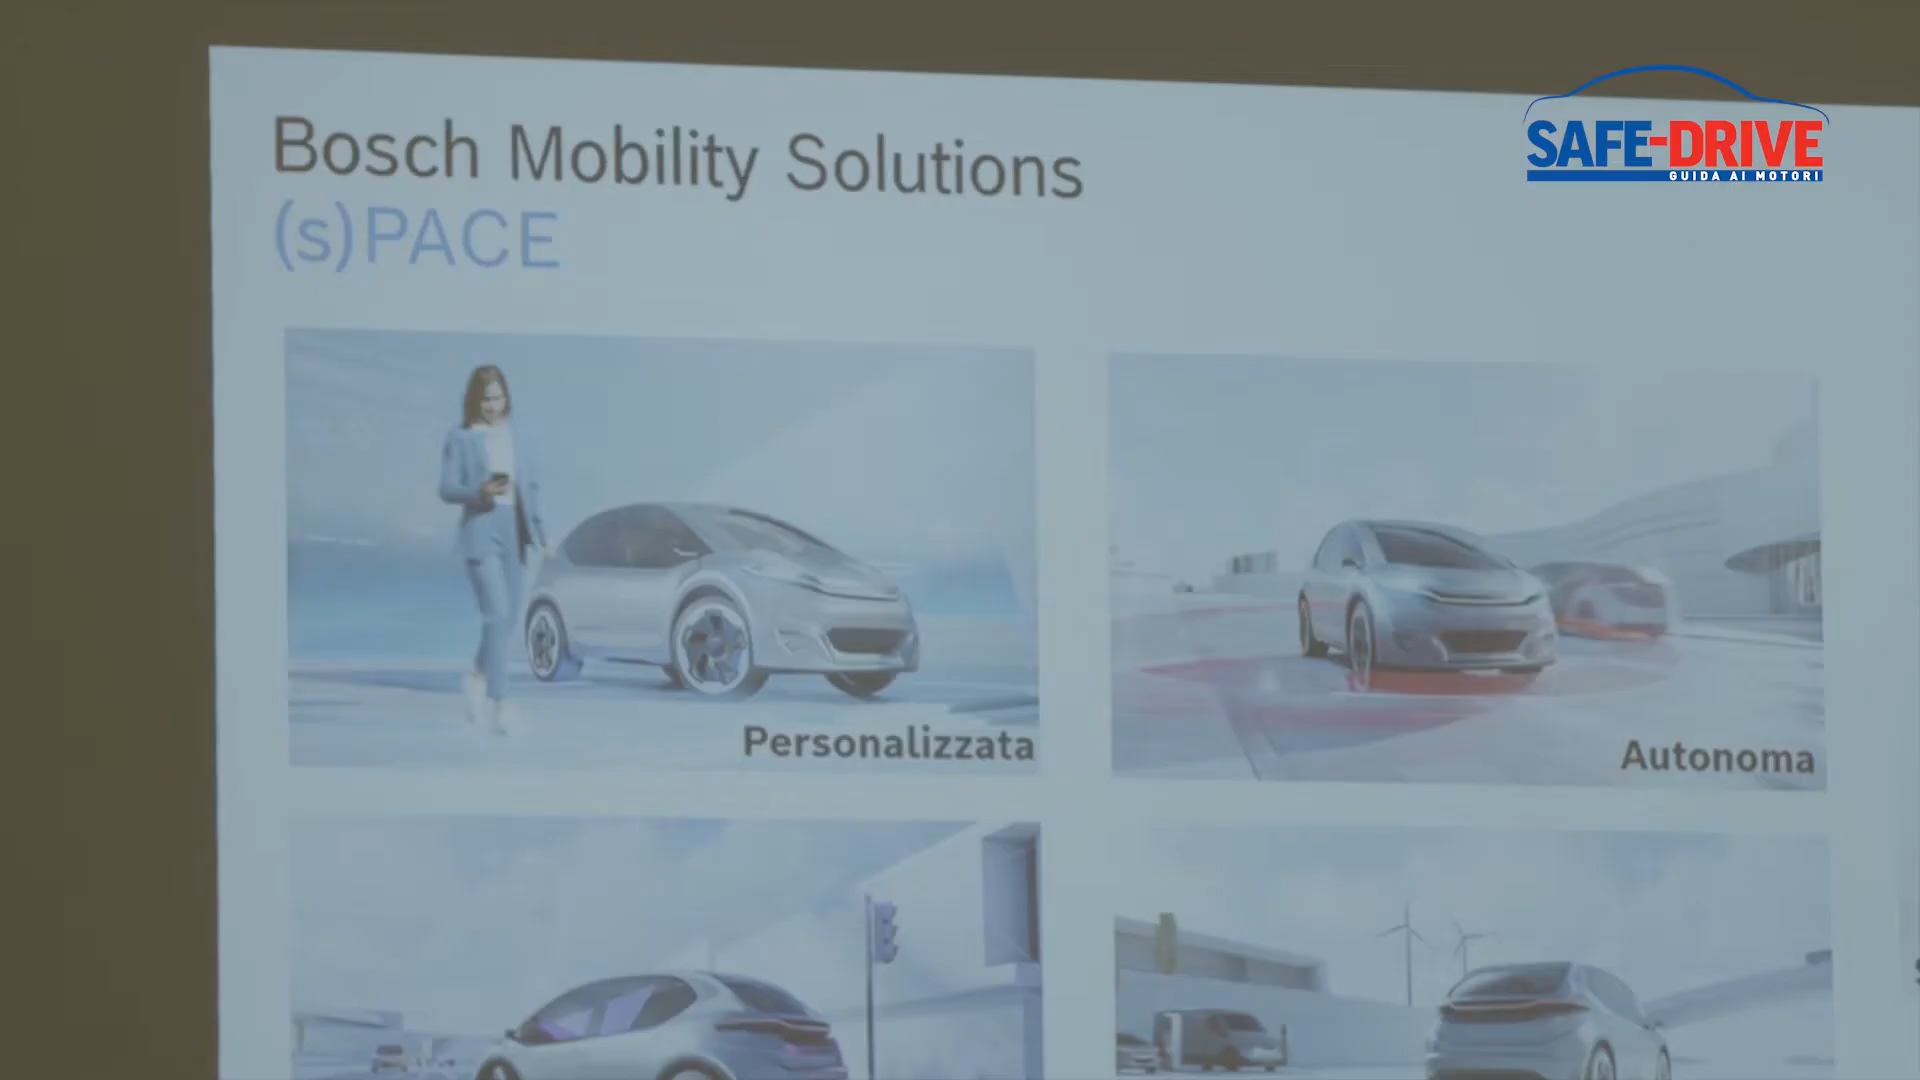 Bosch Mobility Solutions
(s)PACE
SAFE-DRIVE
GUIDA AI MOTORI
Personalizzata
Autonoma